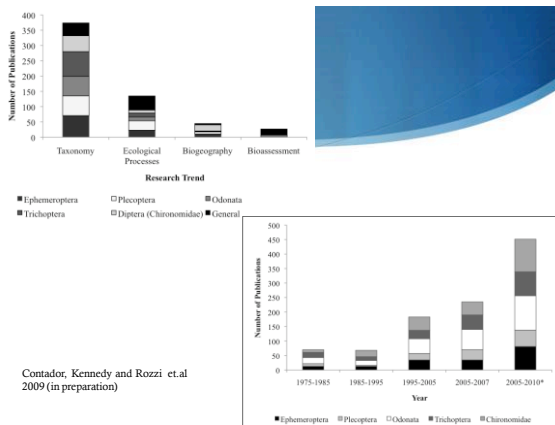 400
350
300
250
200
150
100
50
0
Number of Publications
Taxonomy Ecological Processes Biogeography Bioassessment
Research Trend
Ephemeroptera Plecoptera Odonata
Trichoptera Diptera (Chironomidae) General
500
450
400
350
300
250
200
150
100
50
0
Number of Publications
1975-1985 1985-1995 1995-2005 2005-2007 2005-2010*
Year
Ephemeroptera Plecoptera Odonata Trichoptera Chironomidae
Contador, Kennedy and Rozzi et.al
2009 (in preparation)